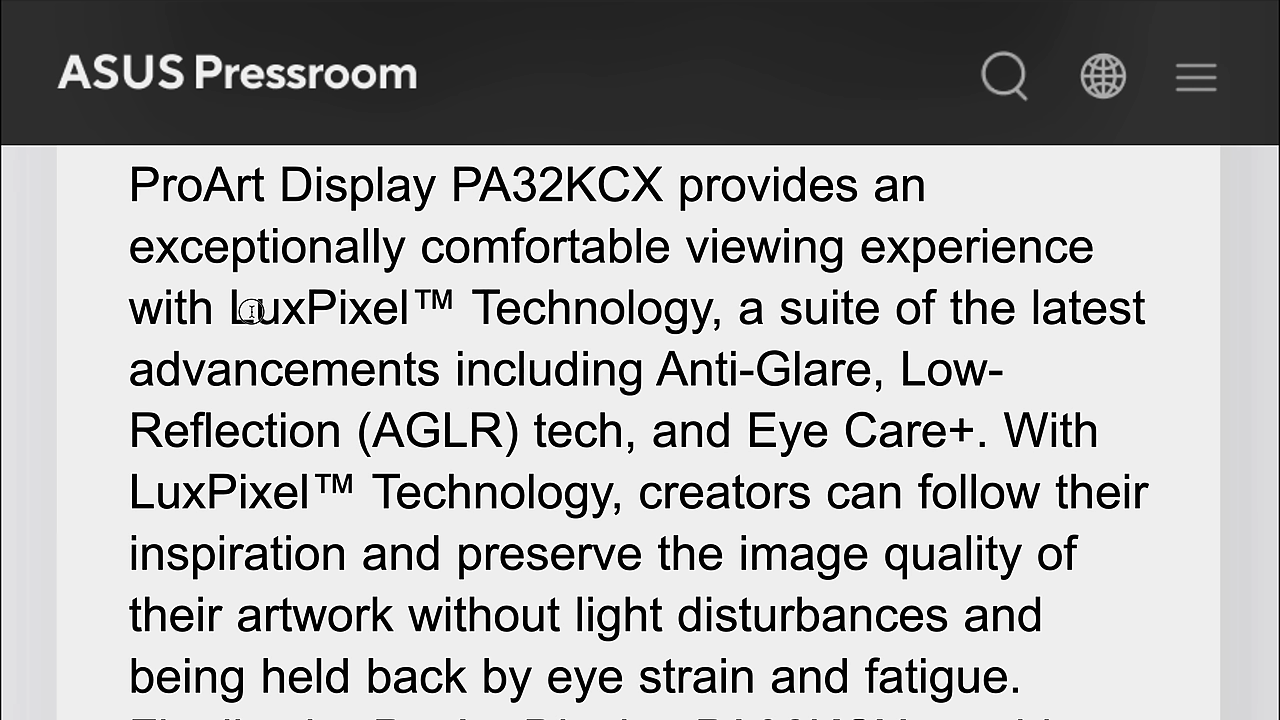 ASUS Pressroom
ProArt Display PA32KCX provides an
exceptionally comfortable viewing experience
with LuxPixel™ Technology, a suite of the latest
advancements including Anti-Glare, Low-
Reflection (AGLR) tech, and Eye Care+. With
LuxPixel™ Technology, creators can follow their
inspiration and preserve the image quality of
their artwork without light disturbances and
being held back by eye strain and fatigue.